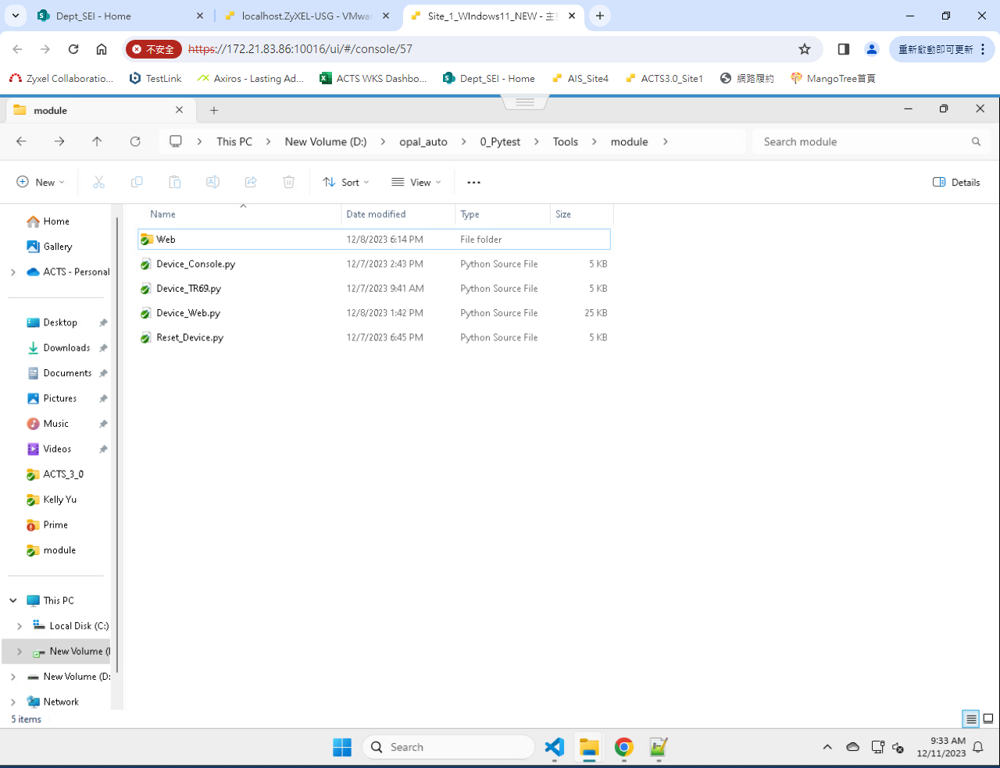 Dept_SEI - Home
localhost.ZyXEL-USG - VMwar
Site_1_WIndows11_NEW - 主
不安全
https://172.21.83.86:10016/ui/#/console/57
重新啟動即可更新
Zyxel Collaboratio...
TestLink
Axiros - Lasting Ad...
ACTS WKS Dashbo...
Dept_SEI - Home
AIS_Site4
ACTS3.0_Site1
網路履約
MangoTree首頁
module
This PC
New Volume (D:)
opal_auto
0_Pytest
Tools
module
Search module
New
Sort
View
Details
Name
Date modified
Type
Size
Web 12/8/2023 6:14 PM File folder
Device_Console.py 12/7/2023 2:43 PM Python Source File 5 KB
Device_TR69.py 12/7/2023 9:41 AM Python Source File 5 KB
Device_Web.py 12/8/2023 1:42 PM Python Source File 25 KB
Reset_Device.py 12/7/2023 6:45 PM Python Source File 5 KB
Home
Gallery
ACTS - Personal
Desktop
Downloads
Documents
Pictures
Music
Videos
ACTS_3_0
Kelly Yu
Prime
module
This PC
Local Disk (C:)
New Volume (
New Volume (D:
Network
5 items
Search
9:33 AM
12/11/2023